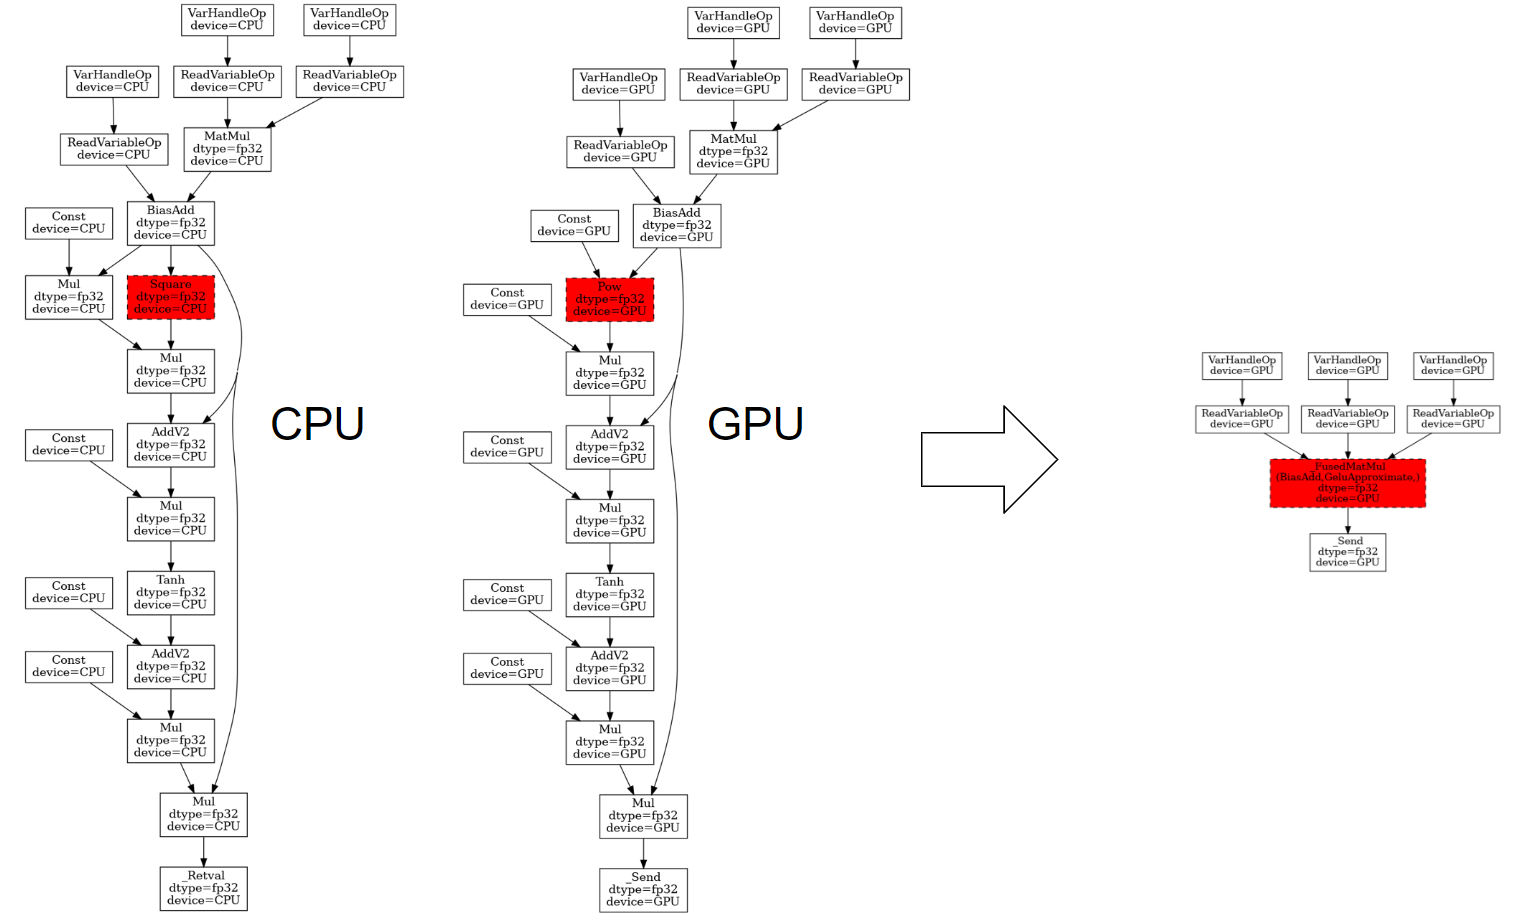 VarHandleOp
device=CPU
VarHandleOp
device=CPU
VarHandleOp
device=CPU
ReadVariableOp
device=CPU
ReadVariableOp
device=CPU
ReadVariableOp
device=CPU
MatMul
dtype=fp32
device=CPU
Const
device=CPU
BiasAdd
dtype=fp32
device=CPU
Mul
dtype=fp32
device=CPU
Square
dtype=fp32
device=CPU
Mul
dtype=fp32
device=CPU
Const
device=CPU
AddV2
dtype=fp32
device=CPU
Mul
dtype=fp32
device=CPU
Const
device=CPU
Tanh
dtype=fp32
device=CPU
Const
device=CPU
AddV2
dtype=fp32
device=CPU
Mul
dtype=fp32
device=CPU
Mul
dtype=fp32
device=CPU
_Retval
dtype=fp32
device=CPU
CPU
VarHandleOp
device=GPU
VarHandleOp
device=GPU
VarHandleOp
device=GPU
ReadVariableOp
device=GPU
ReadVariableOp
device=GPU
ReadVariableOp
device=GPU
MatMul
dtype=fp32
device=GPU
Const
device=GPU
BiasAdd
dtype=fp32
device=GPU
Const
device=GPU
Pow
dtype=fp32
device=GPU
Mul
dtype=fp32
device=GPU
Const
device=GPU
AddV2
dtype=fp32
device=GPU
Mul
dtype=fp32
device=GPU
Const
device=GPU
Tanh
dtype=fp32
device=GPU
Const
device=GPU
AddV2
dtype=fp32
device=GPU
Mul
dtype=fp32
device=GPU
Mul
dtype=fp32
device=GPU
_Send
dtype=fp32
device=GPU
GPU
VarHandleOp
device=GPU
VarHandleOp
device=GPU
VarHandleOp
device=GPU
ReadVariableOp
device=GPU
ReadVariableOp
device=GPU
ReadVariableOp
device=GPU
_FusedMatMul
(BiasAdd,GeluApproximate,)
dtype=fp32
device=GPU
_Send
dtype=fp32
device=GPU